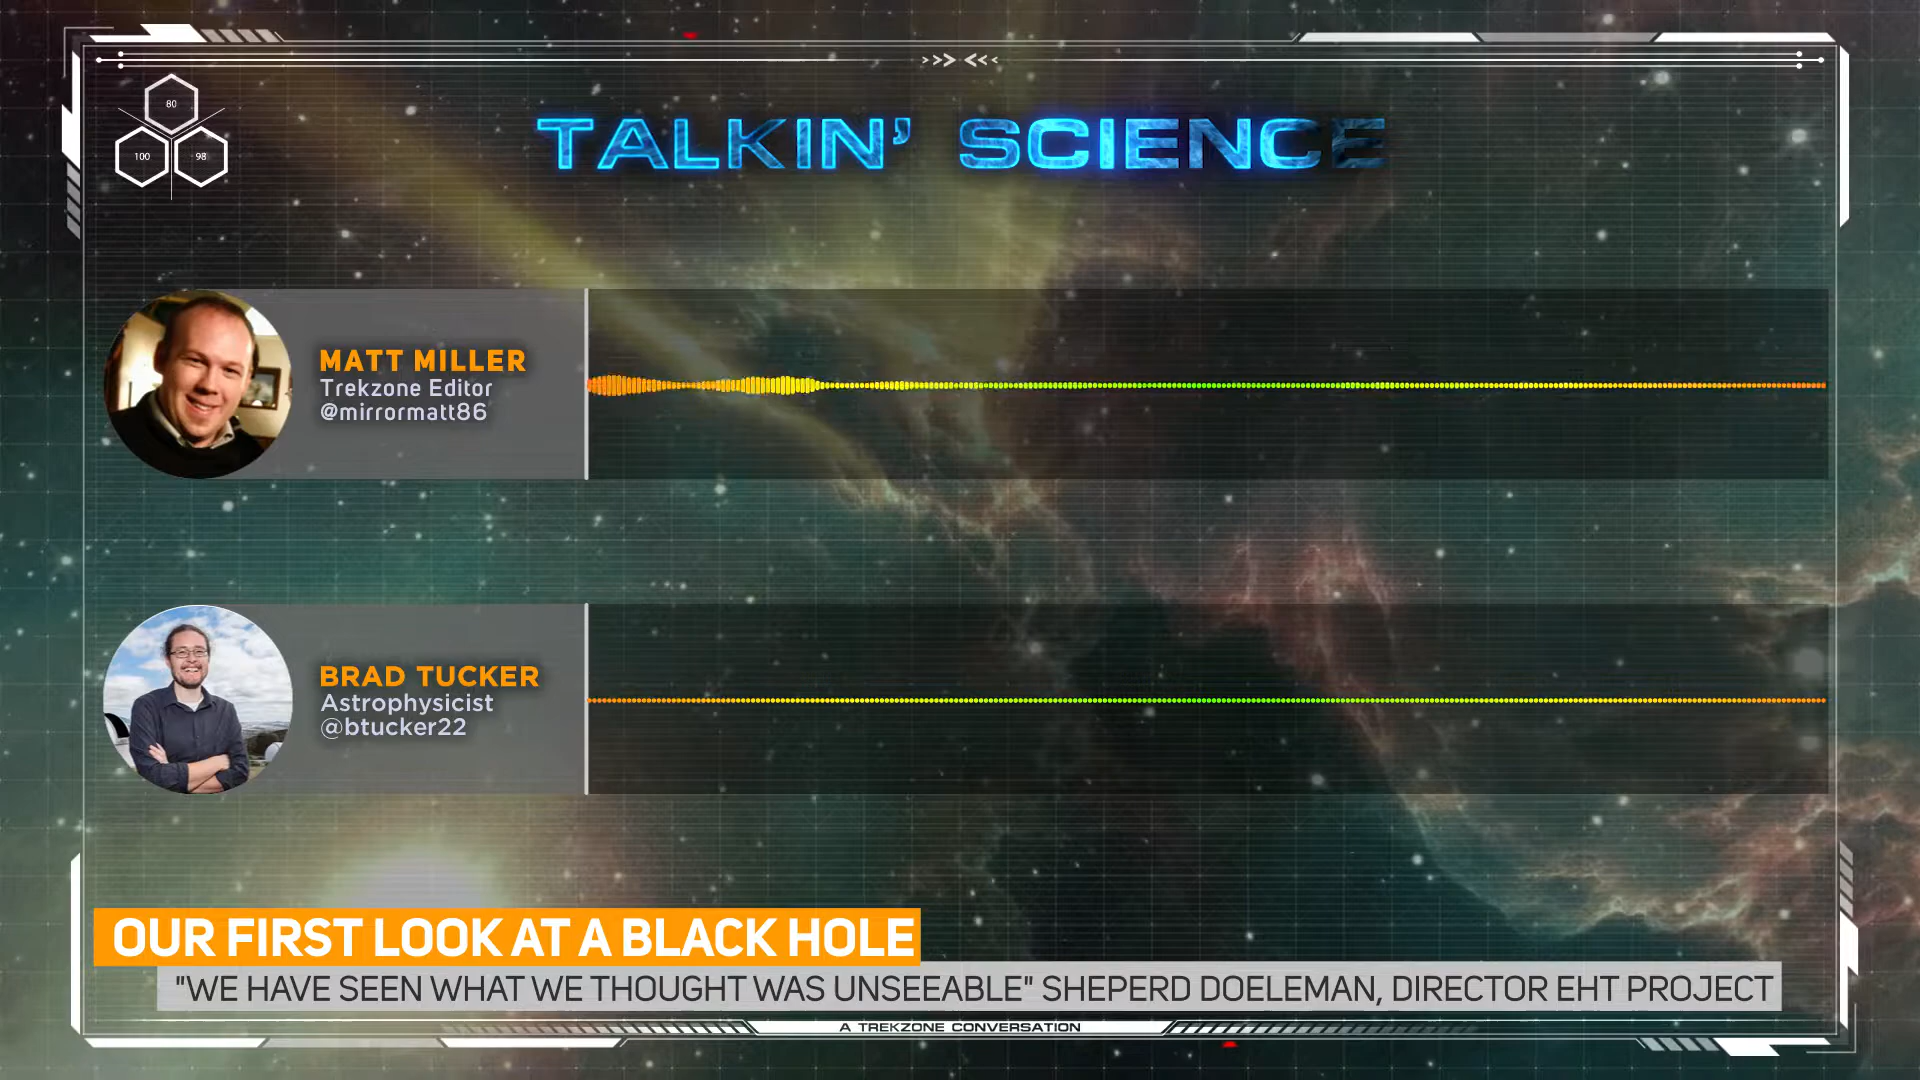 80
100
98
TALKIN' SCIENCE
MATT MILLER
Trekzone Editor
@mirrormatt86
BRAD TUCKER
Astrophysicist
@btucker22
OUR FIRST LOOK AT A BLACK HOLE
"WE HAVE SEEN WHAT WE THOUGHT WAS UNSEEABLE" SHEPERD DOELEMAN, DIRECTOR EHT PROJECT
A TREKZONE CONVERSATION